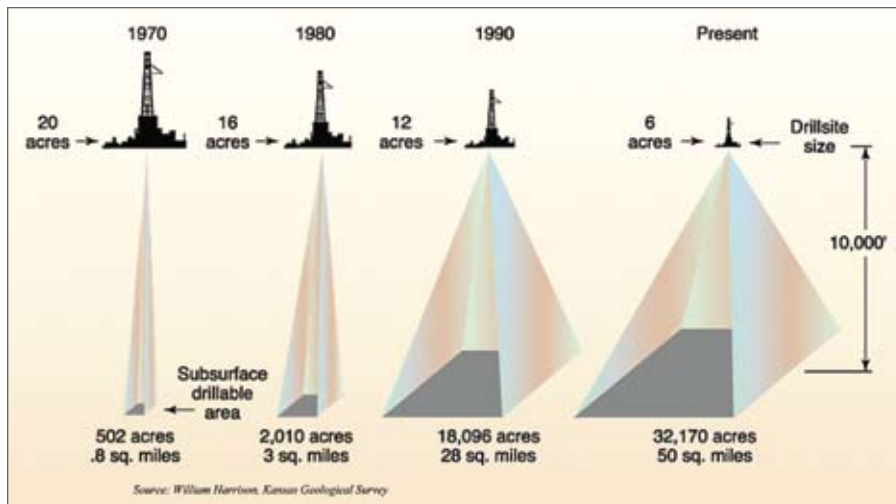 1970
1980
1990
Present
20
acres
16
acres
12
acres
6
acres
Drillsite
size
10,000'
Subsurface
drillable
area
502 acres
.8 sq. miles
2,010 acres
3 sq. miles
18,096 acres
28 sq. miles
32,170 acres
50 sq. miles
Source: William Harrison, Kansas Geological Survey